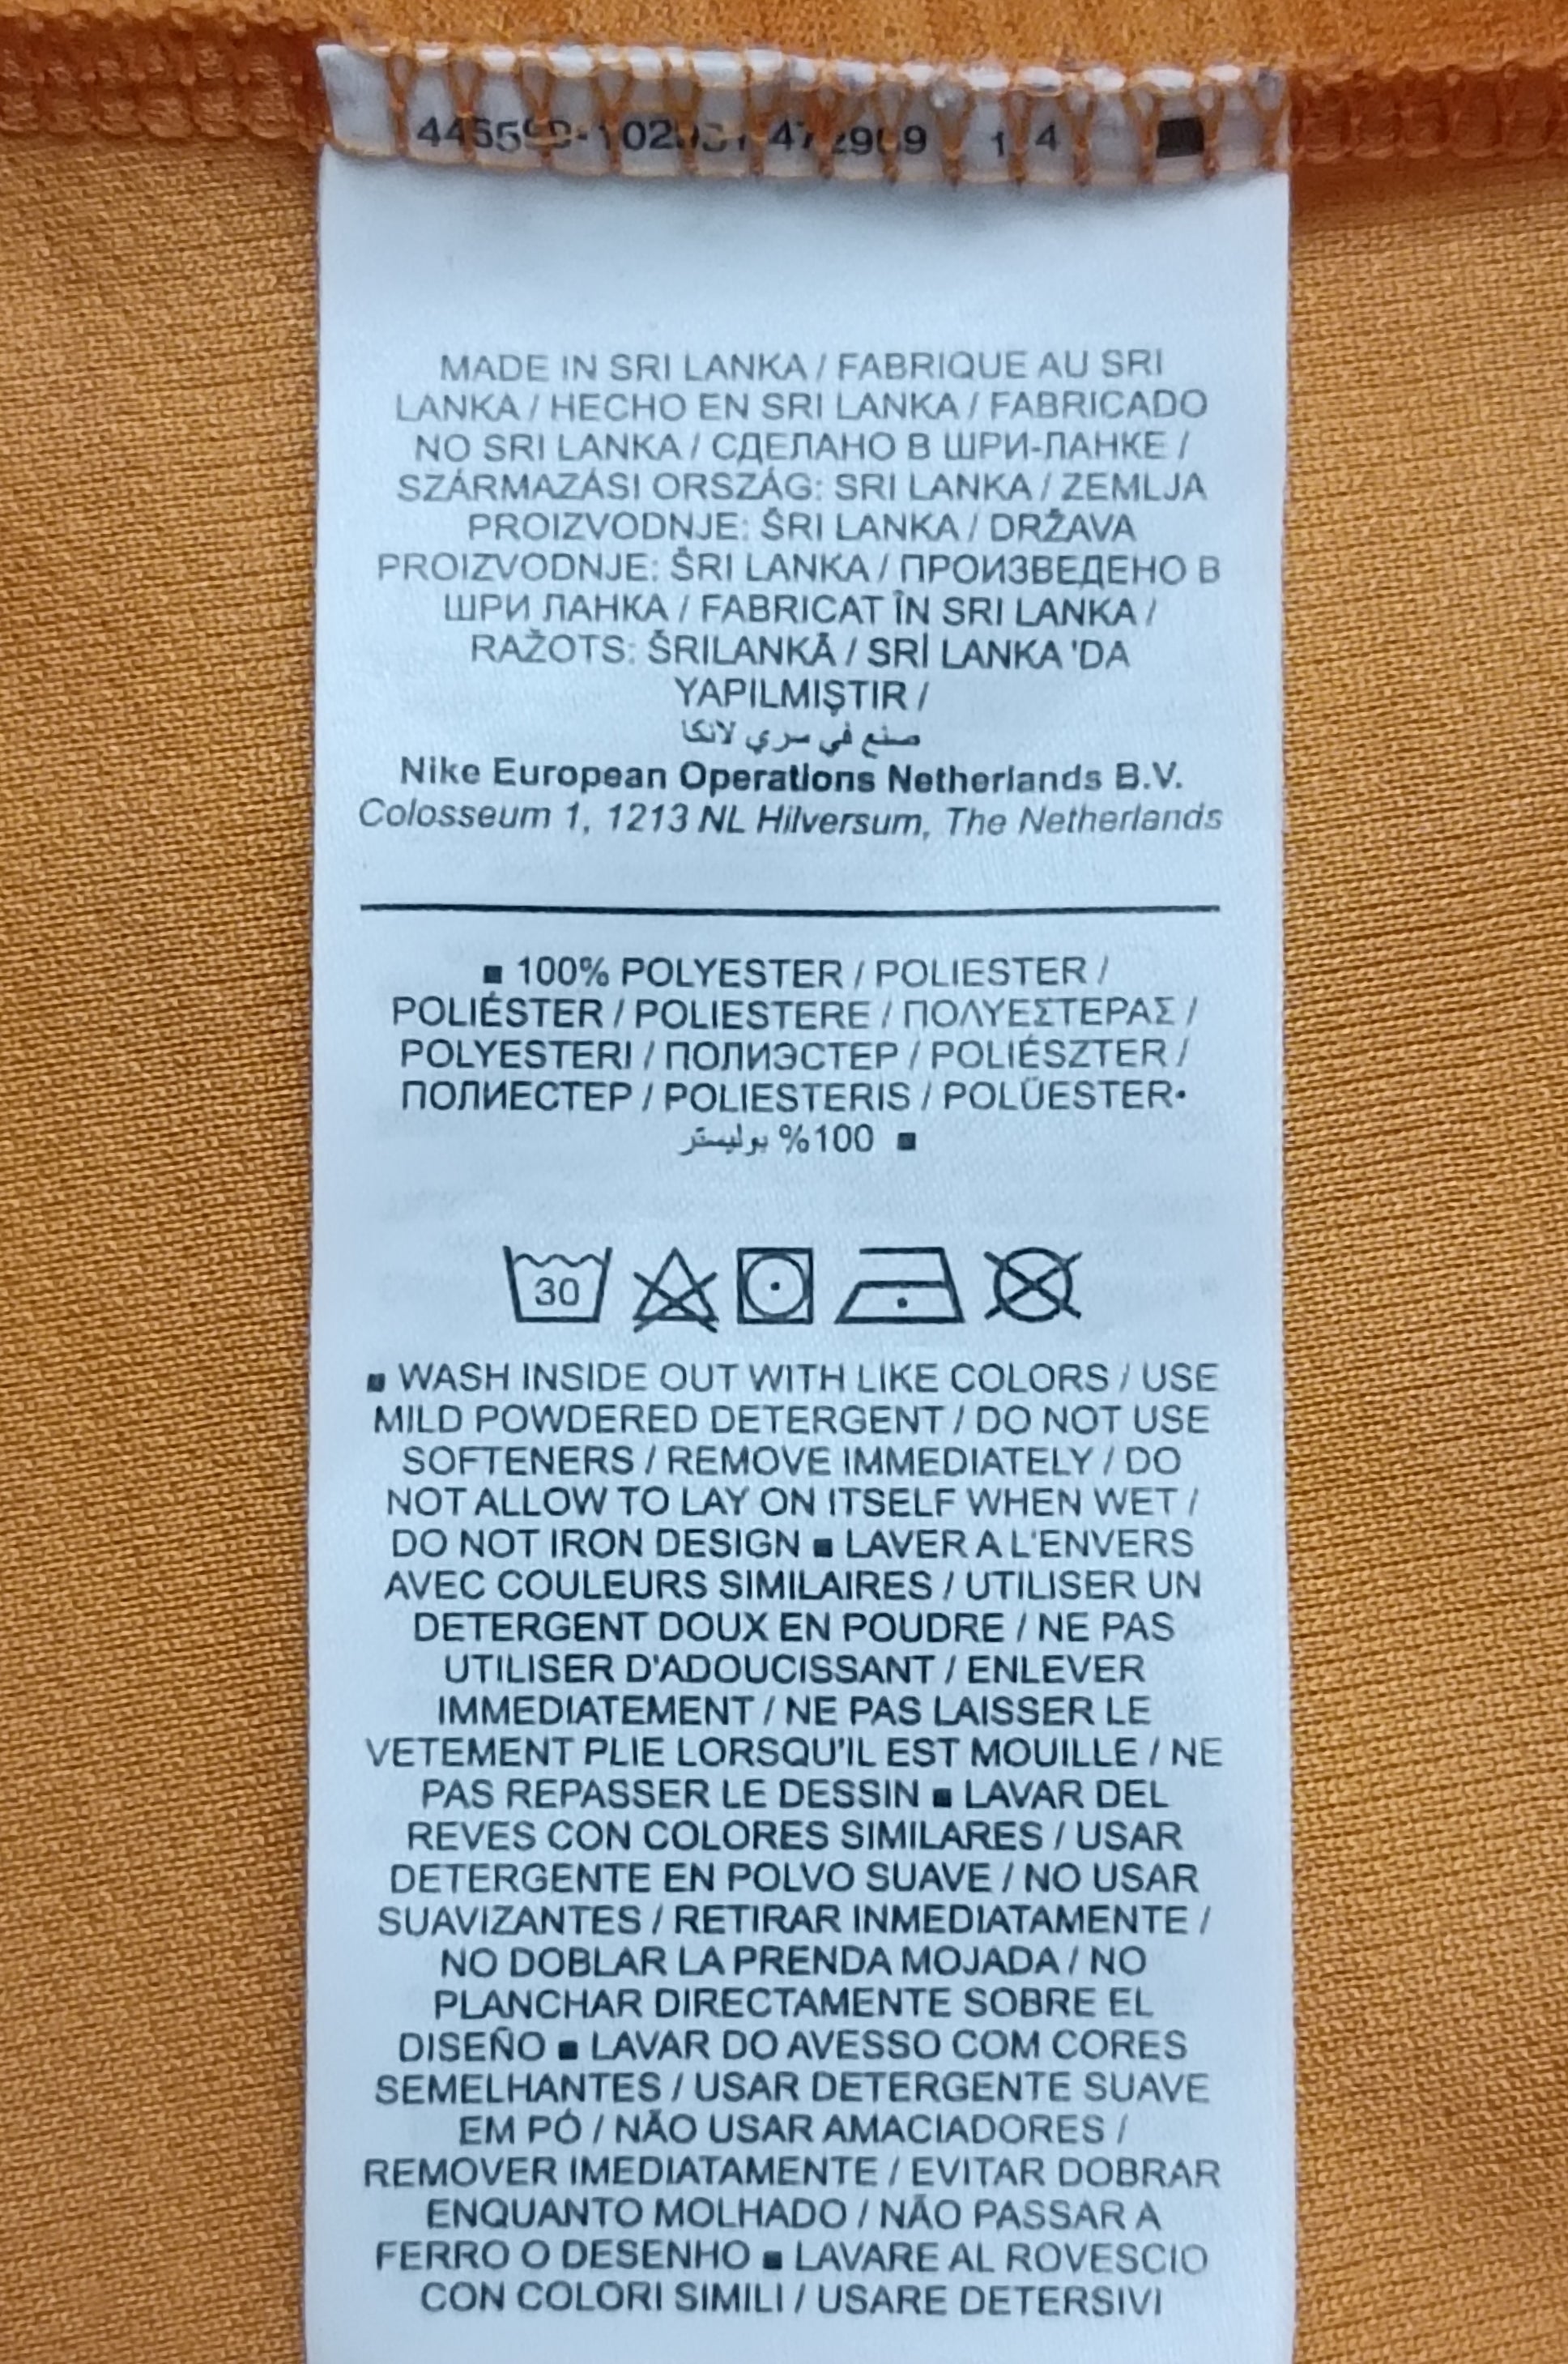 MADE IN SRI LANKA / FABRIQUE AU SRI
LANKA / HECHO EN SRI LANKA / FABRICADO
NO SRI LANKA / СДЕЛАНО В ШРИ-ЛАНКЕ /
SZÁRMAZÁSI ORSZÁG: SRI LANKA / ZEMLJA
PROIZVODNJE: ŠRI LANKA / DRŽAVA
PROIZVODNJE: ŠRI LANKA / ПРОИЗВЕДЕНО В
ШРИ ЛАНКА / FABRICAT ÎN SRI LANKA /
RAŽOTS: ŠRILANKĀ / SRİ LANKA 'DA
YAPILMIŞTIR /
صنع في سري لانكا
Nike European Operations Netherlands B.V.
Colosseum 1, 1213 NL Hilversum, The Netherlands
■ 100% POLYESTER / POLIESTER /
POLIÉSTER / POLIESTERE / ΠΟΛΥΕΣΤΕΡΑΣ /
POLYESTERI / ПОЛИЭСТЕР / POLIÉSZTER /
ПОЛИЕСТЕР / POLIESTERIS / POLÜESTER•
■ 100% بوليستر
30
■ WASH INSIDE OUT WITH LIKE COLORS / USE
MILD POWDERED DETERGENT / DO NOT USE
SOFTENERS / REMOVE IMMEDIATELY / DO
NOT ALLOW TO LAY ON ITSELF WHEN WET /
DO NOT IRON DESIGN ■ LAVER A L'ENVERS
AVEC COULEURS SIMILAIRES / UTILISER UN
DETERGENT DOUX EN POUDRE / NE PAS
UTILISER D'ADOUCISSANT / ENLEVER
IMMEDIATEMENT / NE PAS LAISSER LE
VETEMENT PLIE LORSQU'IL EST MOUILLE / NE
PAS REPASSER LE DESSIN ■ LAVAR DEL
REVES CON COLORES SIMILARES / USAR
DETERGENTE EN POLVO SUAVE / NO USAR
SUAVIZANTES / RETIRAR INMEDIATAMENTE /
NO DOBLAR LA PRENDA MOJADA / NO
PLANCHAR DIRECTAMENTE SOBRE EL
DISEÑO ■ LAVAR DO AVESSO COM CORES
SEMELHANTES / USAR DETERGENTE SUAVE
EM PÓ / NÃO USAR AMACIADORES /
REMOVER IMEDIATAMENTE / EVITAR DOBRAR
ENQUANTO MOLHADO / NÃO PASSAR A
FERRO O DESENHO ■ LAVARE AL ROVESCIO
CON COLORI SIMILI / USARE DETERSIVI